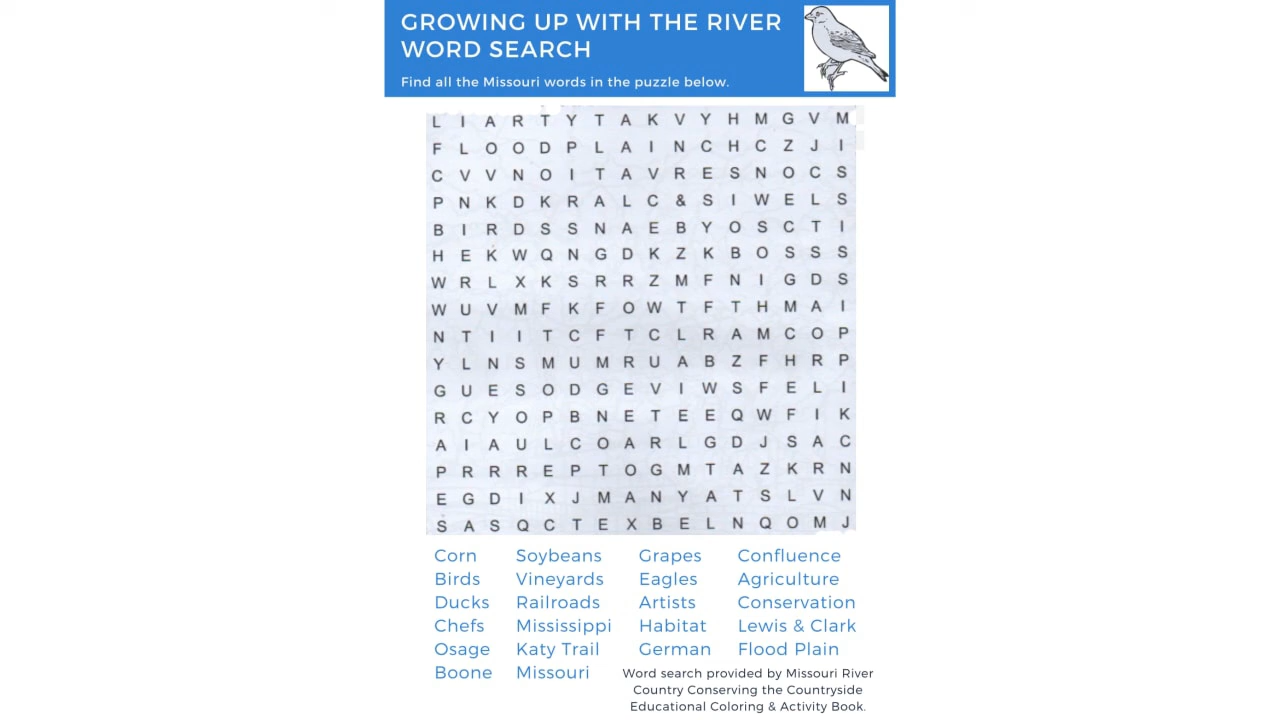 GROWING UP WITH THE RIVER
WORD SEARCH
Find all the Missouri words in the puzzle below.
L I A R T Y T A K V Y H M G V M
F L O O D P L A I N C H C Z J I
C V V N O I T A V R E S N O C S
P N K D K R A L C & S I W E L S
B I R D S S N A E B Y O S C T I
H E K W Q N G D K Z K B O S S S
W R L X K S R R Z M F N I G D S
W U V M F K F O W T F T H M A I
N T I I T C F T C L R A M C O P
Y L N S M U M R U A B Z F H R P
G U E S O D G E V I W S F E L I
R C Y O P B N E T E E Q W F I K
A I A U L C O A R L G D J S A C
P R R R E P T O G M T A Z K R N
E G D I X J M A N Y A T S L V N
S A S Q C T E X B E L N Q O M J
Corn Soybeans Grapes Confluence
Birds Vineyards Eagles Agriculture
Ducks Railroads Artists Conservation
Chefs Mississippi Habitat Lewis & Clark
Osage Katy Trail German Flood Plain
Boone Missouri
Word search provided by Missouri River
Country Conserving the Countryside
Educational Coloring & Activity Book.